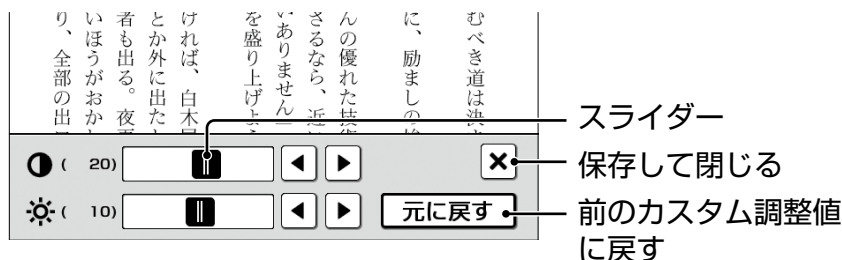 むべき道は決
に、励ましの
んの優れた技術
さるなら、近
いありません
を盛り上げよ
ければ、白木
とか外に出た
者も出る。夜
いほうがおか
り、全部の出
スライダー
( 20)
保存して閉じる
( 10)
元に戻す
前のカスタム調整値
に戻す